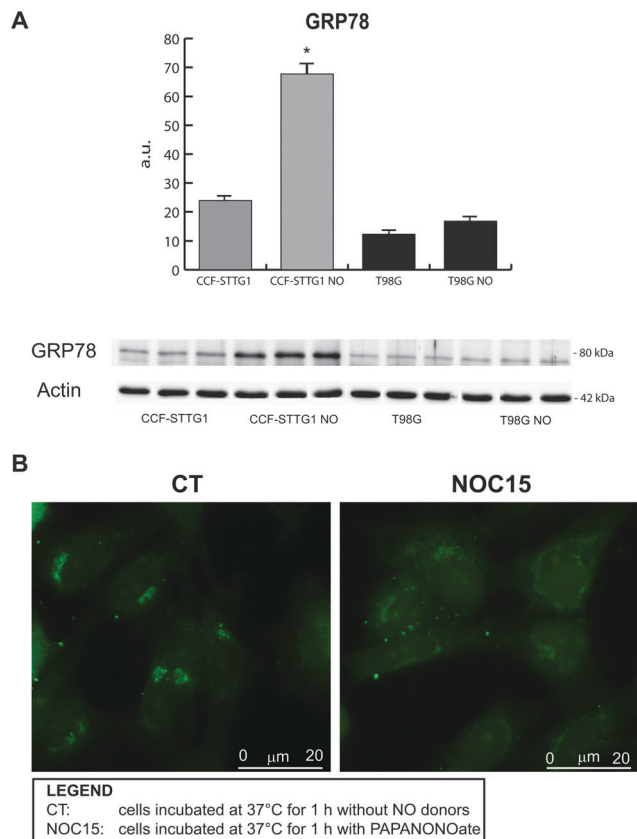 A
GRP78
a.u.
80
70
60
50
40
30
20
10
0
*
CCF-STTG1 CCF-STTG1 NO T98G T98G NO
GRP78 - 80 kDa
Actin - 42 kDa
CCF-STTG1 CCF-STTG1 NO T98G T98G NO
B
CT NOC15
0 μm 20 0 μm 20
LEGEND
CT: cells incubated at 37°C for 1 h without NO donors
NOC15: cells incubated at 37°C for 1 h with PAPANONOate